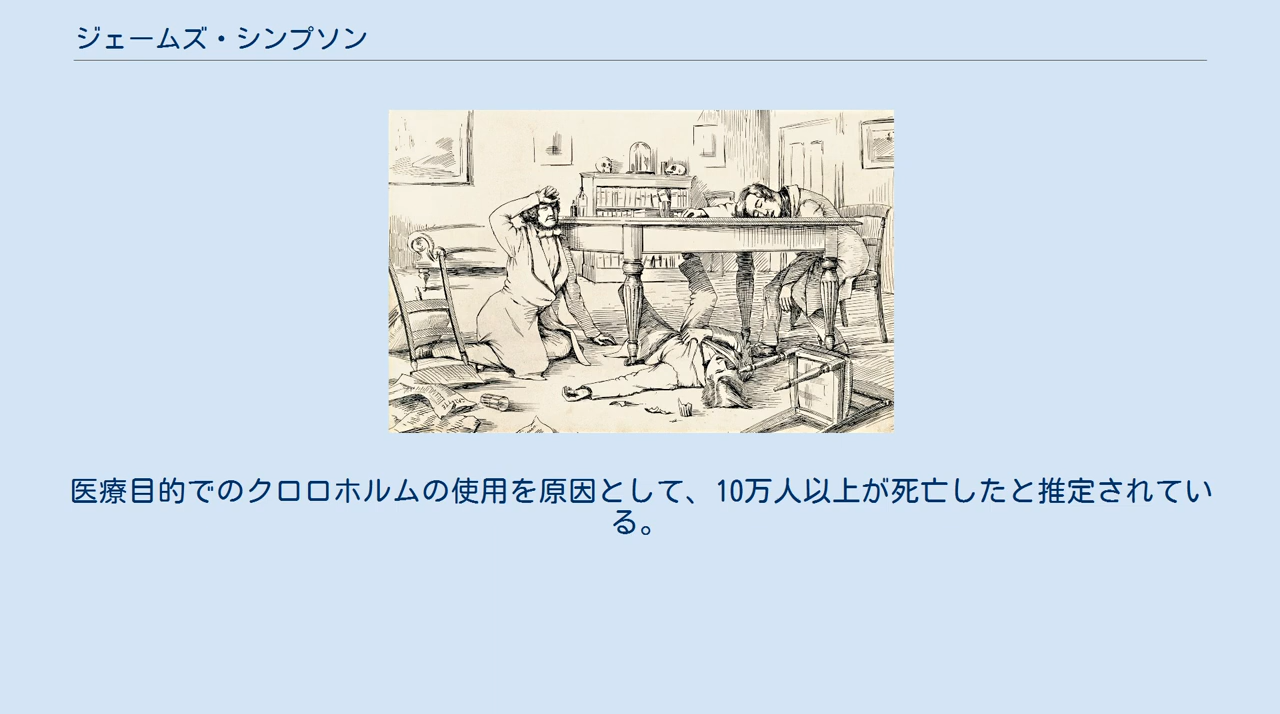 ジェームズ・シンプソン
医療目的でのクロロホルムの使用を原因として、10万人以上が死亡したと推定されてい
る。